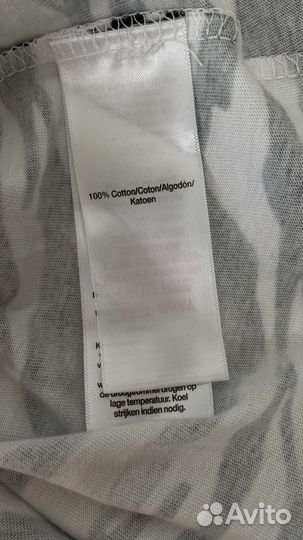 100% Cotton/Coton/Algodón/
Katoen
de droogtrommel drogen op
lage temperatuur. Koel
strijken indien nodig.
Avito